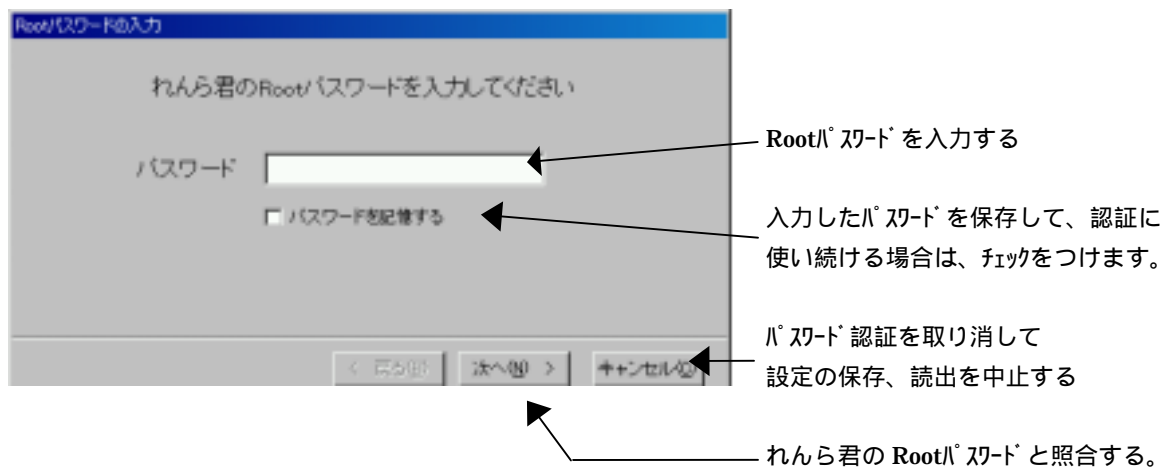 Rootパスワードの入力
れんら君のRootパスワードを入力してください
パスワード
パスワードを記憶する
< 戻る(B)
次へ(N) >
キャンセル(C)
Rootﾊﾟｽﾜｰﾄﾞを入力する
入力したﾊﾟｽﾜｰﾄﾞを保存して、認証に
使い続ける場合は、ﾁｪｯｸをつけます。
ﾊﾟｽﾜｰﾄﾞ認証を取り消して
設定の保存、読出を中止する
れんら君の Rootﾊﾟｽﾜｰﾄﾞと照合する。